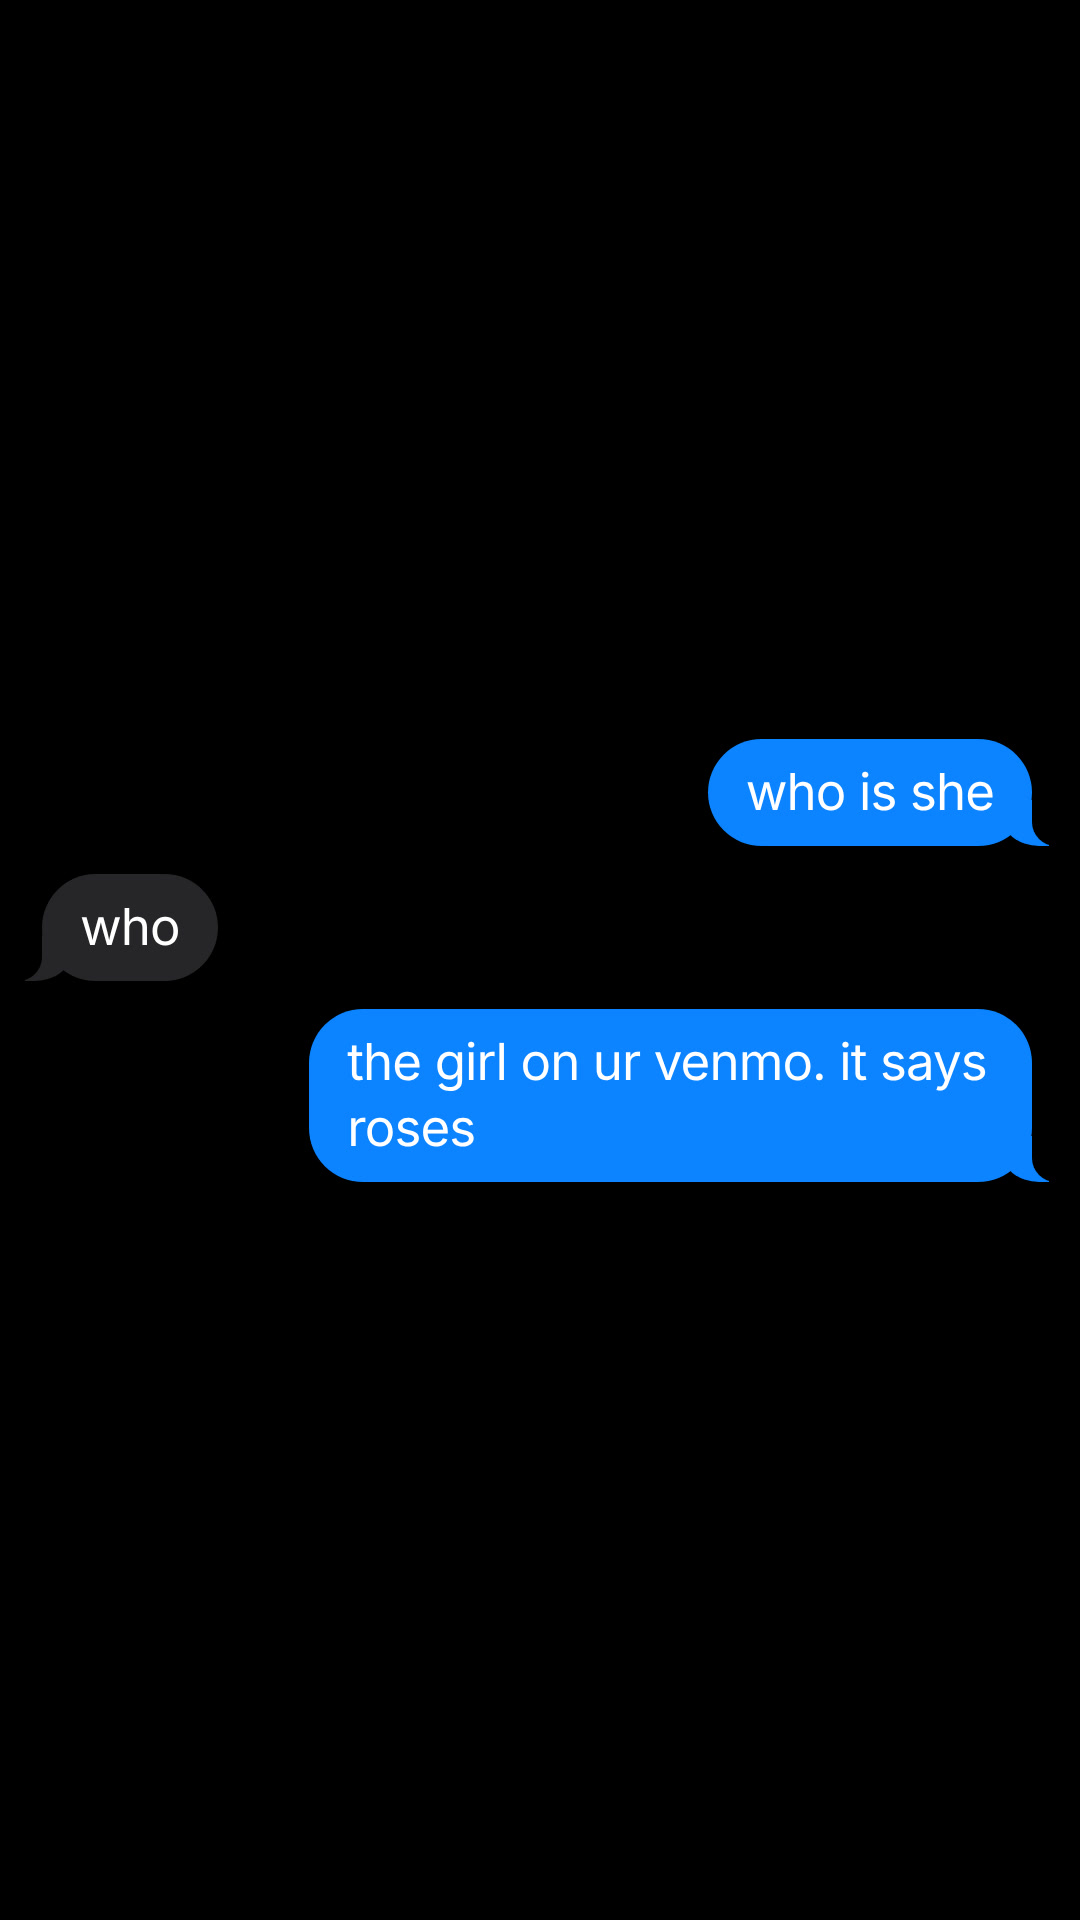 who is she
who
the girl on ur venmo. it says
roses